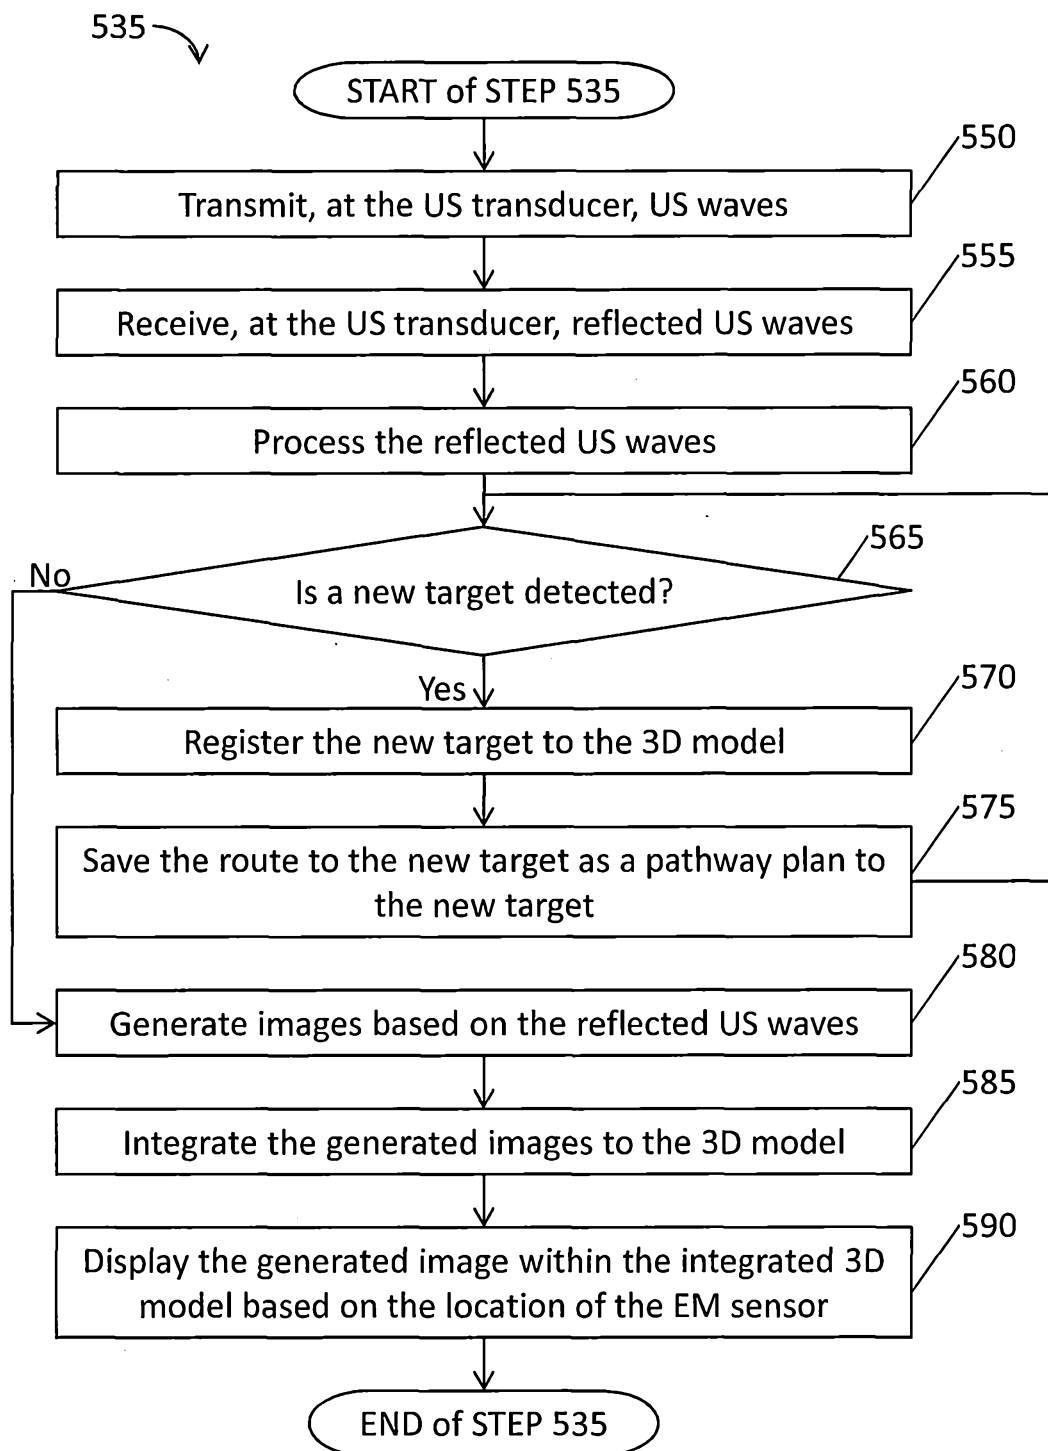 535
START of STEP 535
550
Transmit, at the US transducer, US waves
555
Receive, at the US transducer, reflected US waves
560
Process the reflected US waves
565
No
Is a new target detected?
Yes
570
Register the new target to the 3D model
575
Save the route to the new target as a pathway plan to
the new target
580
Generate images based on the reflected US waves
585
Integrate the generated images to the 3D model
590
Display the generated image within the integrated 3D
model based on the location of the EM sensor
END of STEP 535